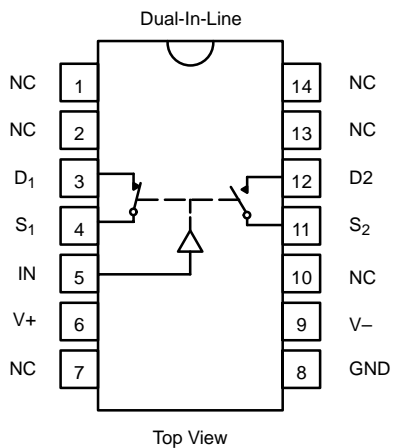 Dual-In-Line
NC 1 14 NC
NC 2 13 NC
D1 3 12 D2
S1 4 11 S2
IN 5 10 NC
V+ 6 9 V–
NC 7 8 GND
Top View